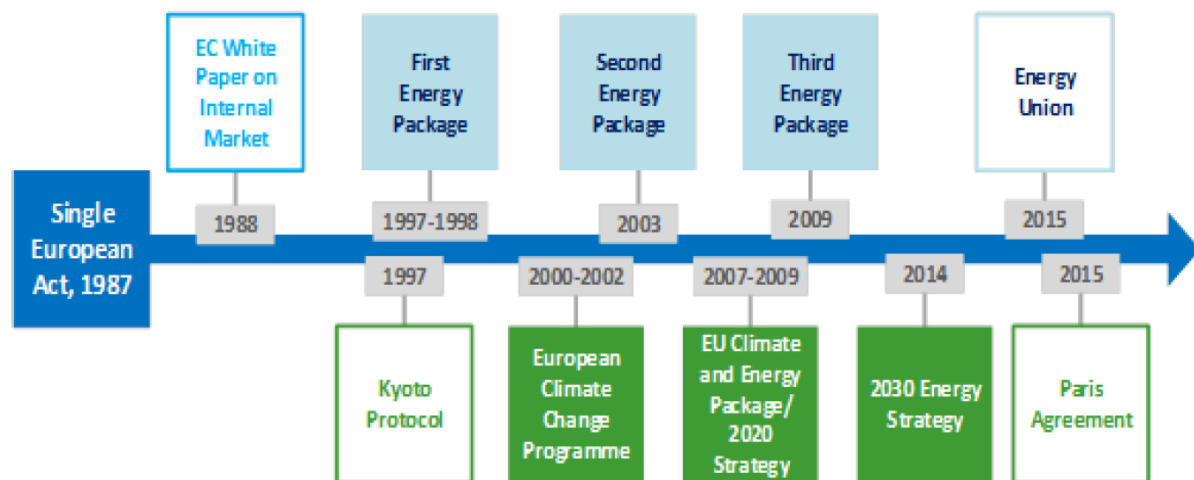 EC White
Paper on
Internal
Market
First
Energy
Package
Second
Energy
Package
Third
Energy
Package
Energy
Union
Single
European
Act, 1987
1988
1997-1998
2003
2009
2015
1997
2000-2002
2007-2009
2014
2015
Kyoto
Protocol
European
Climate
Change
Programme
EU Climate
and Energy
Package/
2020
Strategy
2030 Energy
Strategy
Paris
Agreement